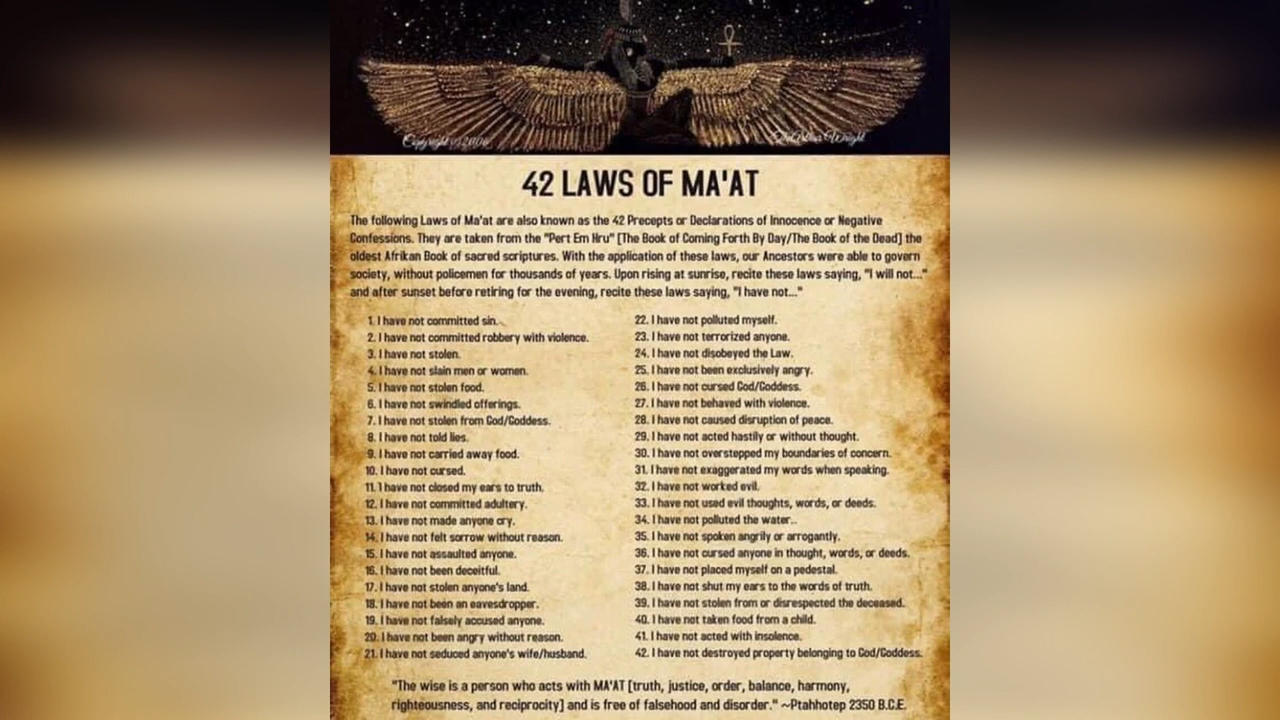 Copyright (c) 2006
Wright
42 LAWS OF MA'AT
The following Laws of Ma'at are also known as the 42 Precepts or Declarations of Innocence or Negative
Confessions. They are taken from the "Pert Em Hru" [The Book of Coming Forth By Day/The Book of the Dead] the
oldest Afrikan Book of sacred scriptures. With the application of these laws, our Ancestors were able to govern
society, without policemen for thousands of years. Upon rising at sunrise, recite these laws saying, "I will not..."
and after sunset before retiring for the evening, recite these laws saying, "I have not..."
1. I have not committed sin.
2. I have not committed robbery with violence.
3. I have not stolen.
4. I have not slain men or women.
5. I have not stolen food.
6. I have not swindled offerings.
7. I have not stolen from God/Goddess.
8. I have not told lies.
9. I have not carried away food.
10. I have not cursed.
11. I have not closed my ears to truth.
12. I have not committed adultery.
13. I have not made anyone cry.
14. I have not felt sorrow without reason.
15. I have not assaulted anyone.
16. I have not been deceitful.
17. I have not stolen anyone's land.
18. I have not been an eavesdropper.
19. I have not falsely accused anyone.
20. I have not been angry without reason.
21. I have not seduced anyone's wife/husband.
22. I have not polluted myself.
23. I have not terrorized anyone.
24. I have not disobeyed the Law.
25. I have not been exclusively angry.
26. I have not cursed God/Goddess.
27. I have not behaved with violence.
28. I have not caused disruption of peace.
29. I have not acted hastily or without thought.
30. I have not overstepped my boundaries of concern.
31. I have not exaggerated my words when speaking.
32. I have not worked evil.
33. I have not used evil thoughts, words, or deeds.
34. I have not polluted the water..
35. I have not spoken angrily or arrogantly.
36. I have not cursed anyone in thought, words, or deeds.
37. I have not placed myself on a pedestal.
38. I have not shut my ears to the words of truth.
39. I have not stolen from or disrespected the deceased.
40. I have not taken food from a child.
41. I have not acted with insolence.
42. I have not destroyed property belonging to God/Goddess.
"The wise is a person who acts with MA'AT [truth, justice, order, balance, harmony,
righteousness, and reciprocity] and is free of falsehood and disorder." ~Ptahhotep 2350 B.C.E.